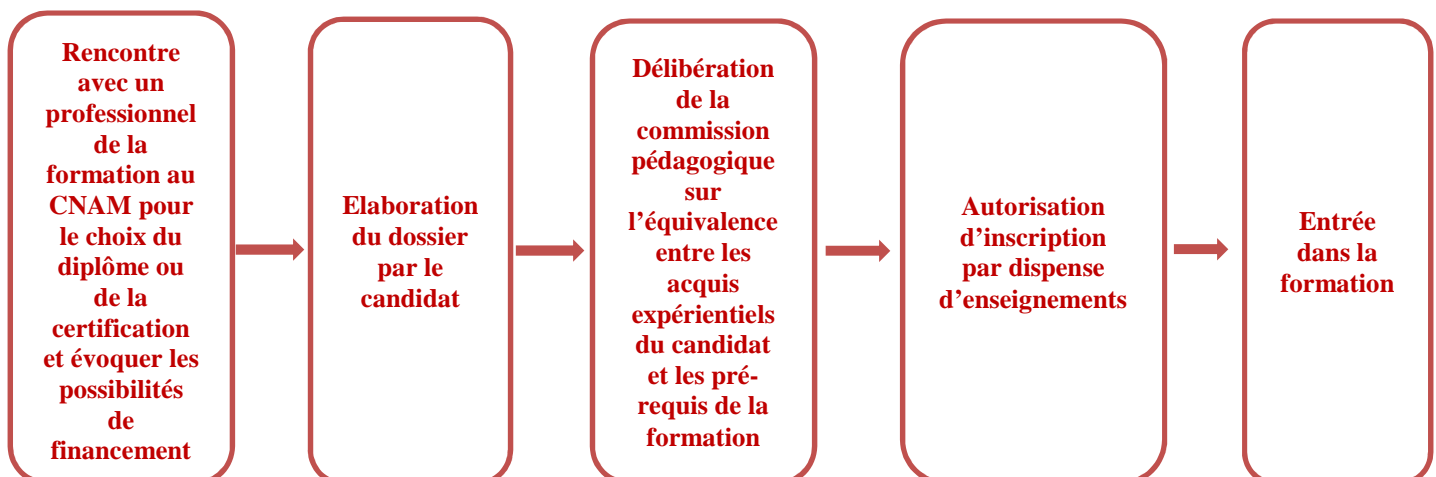 Rencontre
avec un
professionnel
de la
formation au
CNAM pour
le choix du
diplôme ou
de la
certification
et évoquer les
possibilités
de
financement
Elaboration
du dossier
par le
candidat
Délibération
de la
commission
pédagogique
sur
l’équivalence
entre les
acquis
expérientiels
du candidat
et les pré-
requis de la
formation
Autorisation
d’inscription
par dispense
d’enseignements
Entrée
dans la
formation